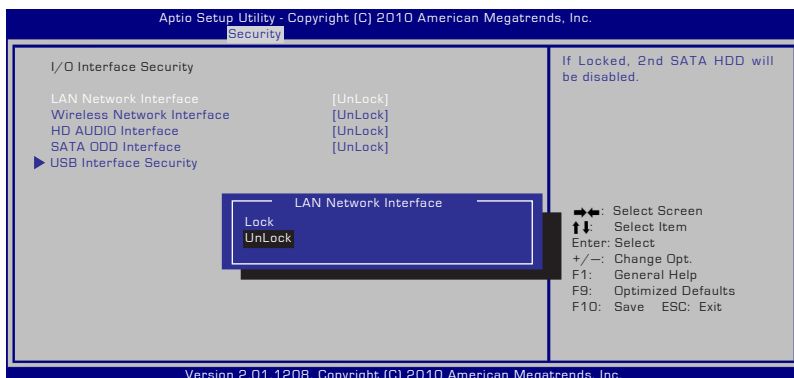 Aptio Setup Utility - Copyright (C) 2010 American Megatrends, Inc.
Security
I/O Interface Security
LAN Network Interface [UnLock]
Wireless Network Interface [UnLock]
HD AUDIO Interface [UnLock]
SATA ODD Interface [UnLock]
USB Interface Security
LAN Network Interface
Lock
UnLock
If Locked, 2nd SATA HDD will
be disabled.
: Select Screen
: Select Item
Enter: Select
+/—: Change Opt.
F1: General Help
F9: Optimized Defaults
F10: Save ESC: Exit
Version 2.01.1208. Copyright (C) 2010 American Megatrends, Inc.